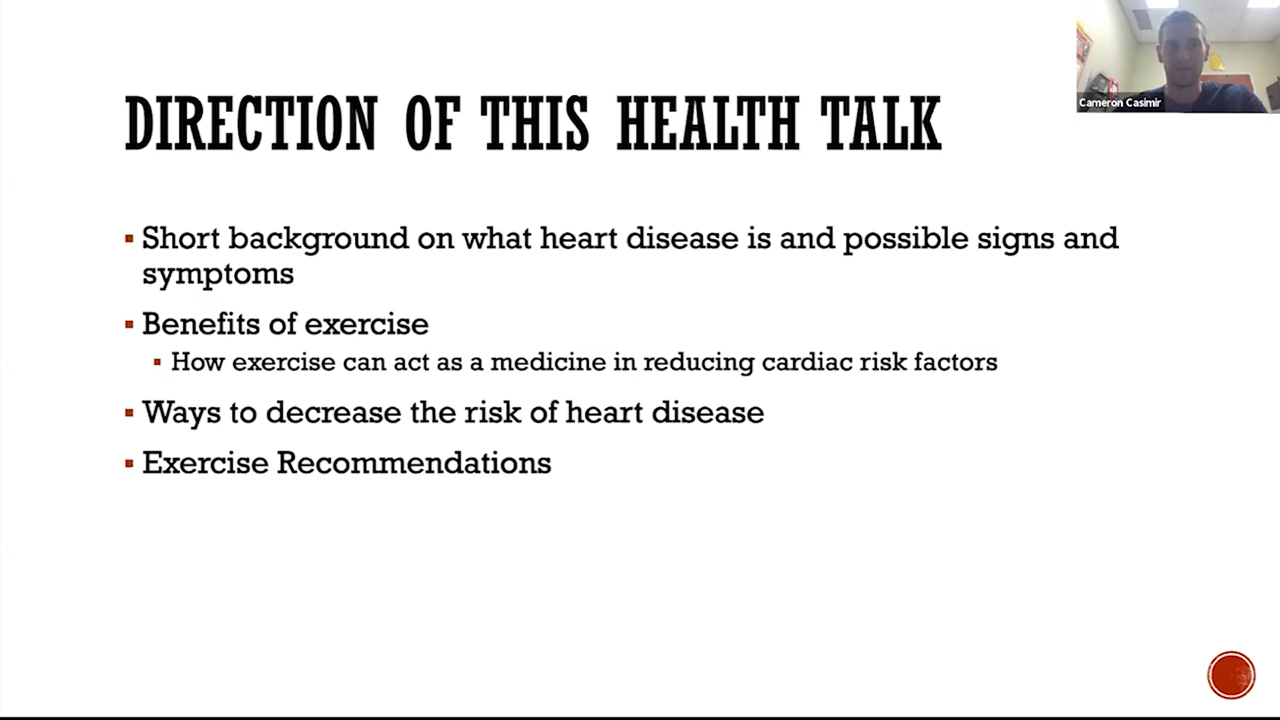 Cameron Casimir
DIRECTION OF THIS HEALTH TALK
Short background on what heart disease is and possible signs and
symptoms
Benefits of exercise
How exercise can act as a medicine in reducing cardiac risk factors
Ways to decrease the risk of heart disease
Exercise Recommendations